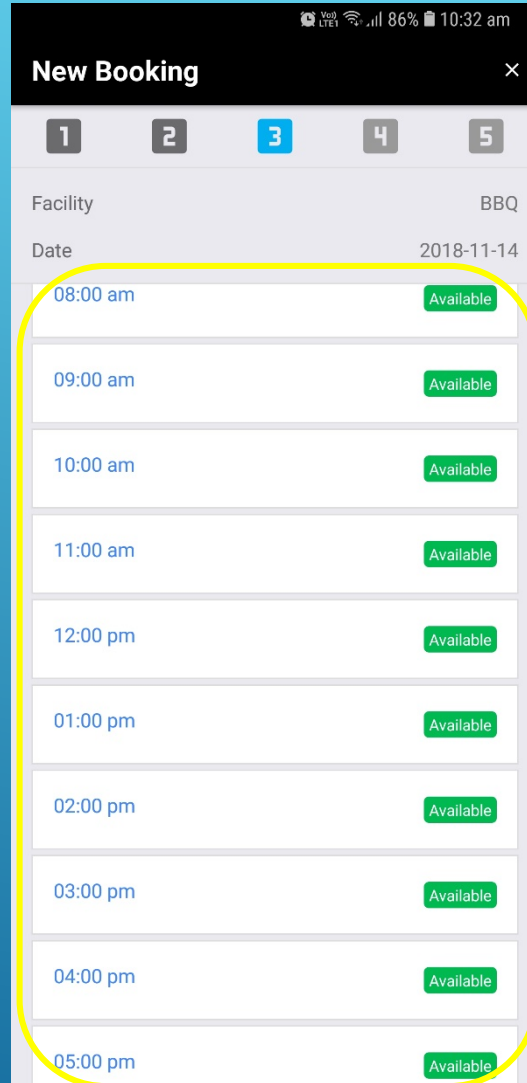 Vo)) LTE1 86% 10:32 am
New Booking ×
1 2 3 4 5
Facility BBQ
Date 2018-11-14
08:00 am Available
09:00 am Available
10:00 am Available
11:00 am Available
12:00 pm Available
01:00 pm Available
02:00 pm Available
03:00 pm Available
04:00 pm Available
05:00 pm Available